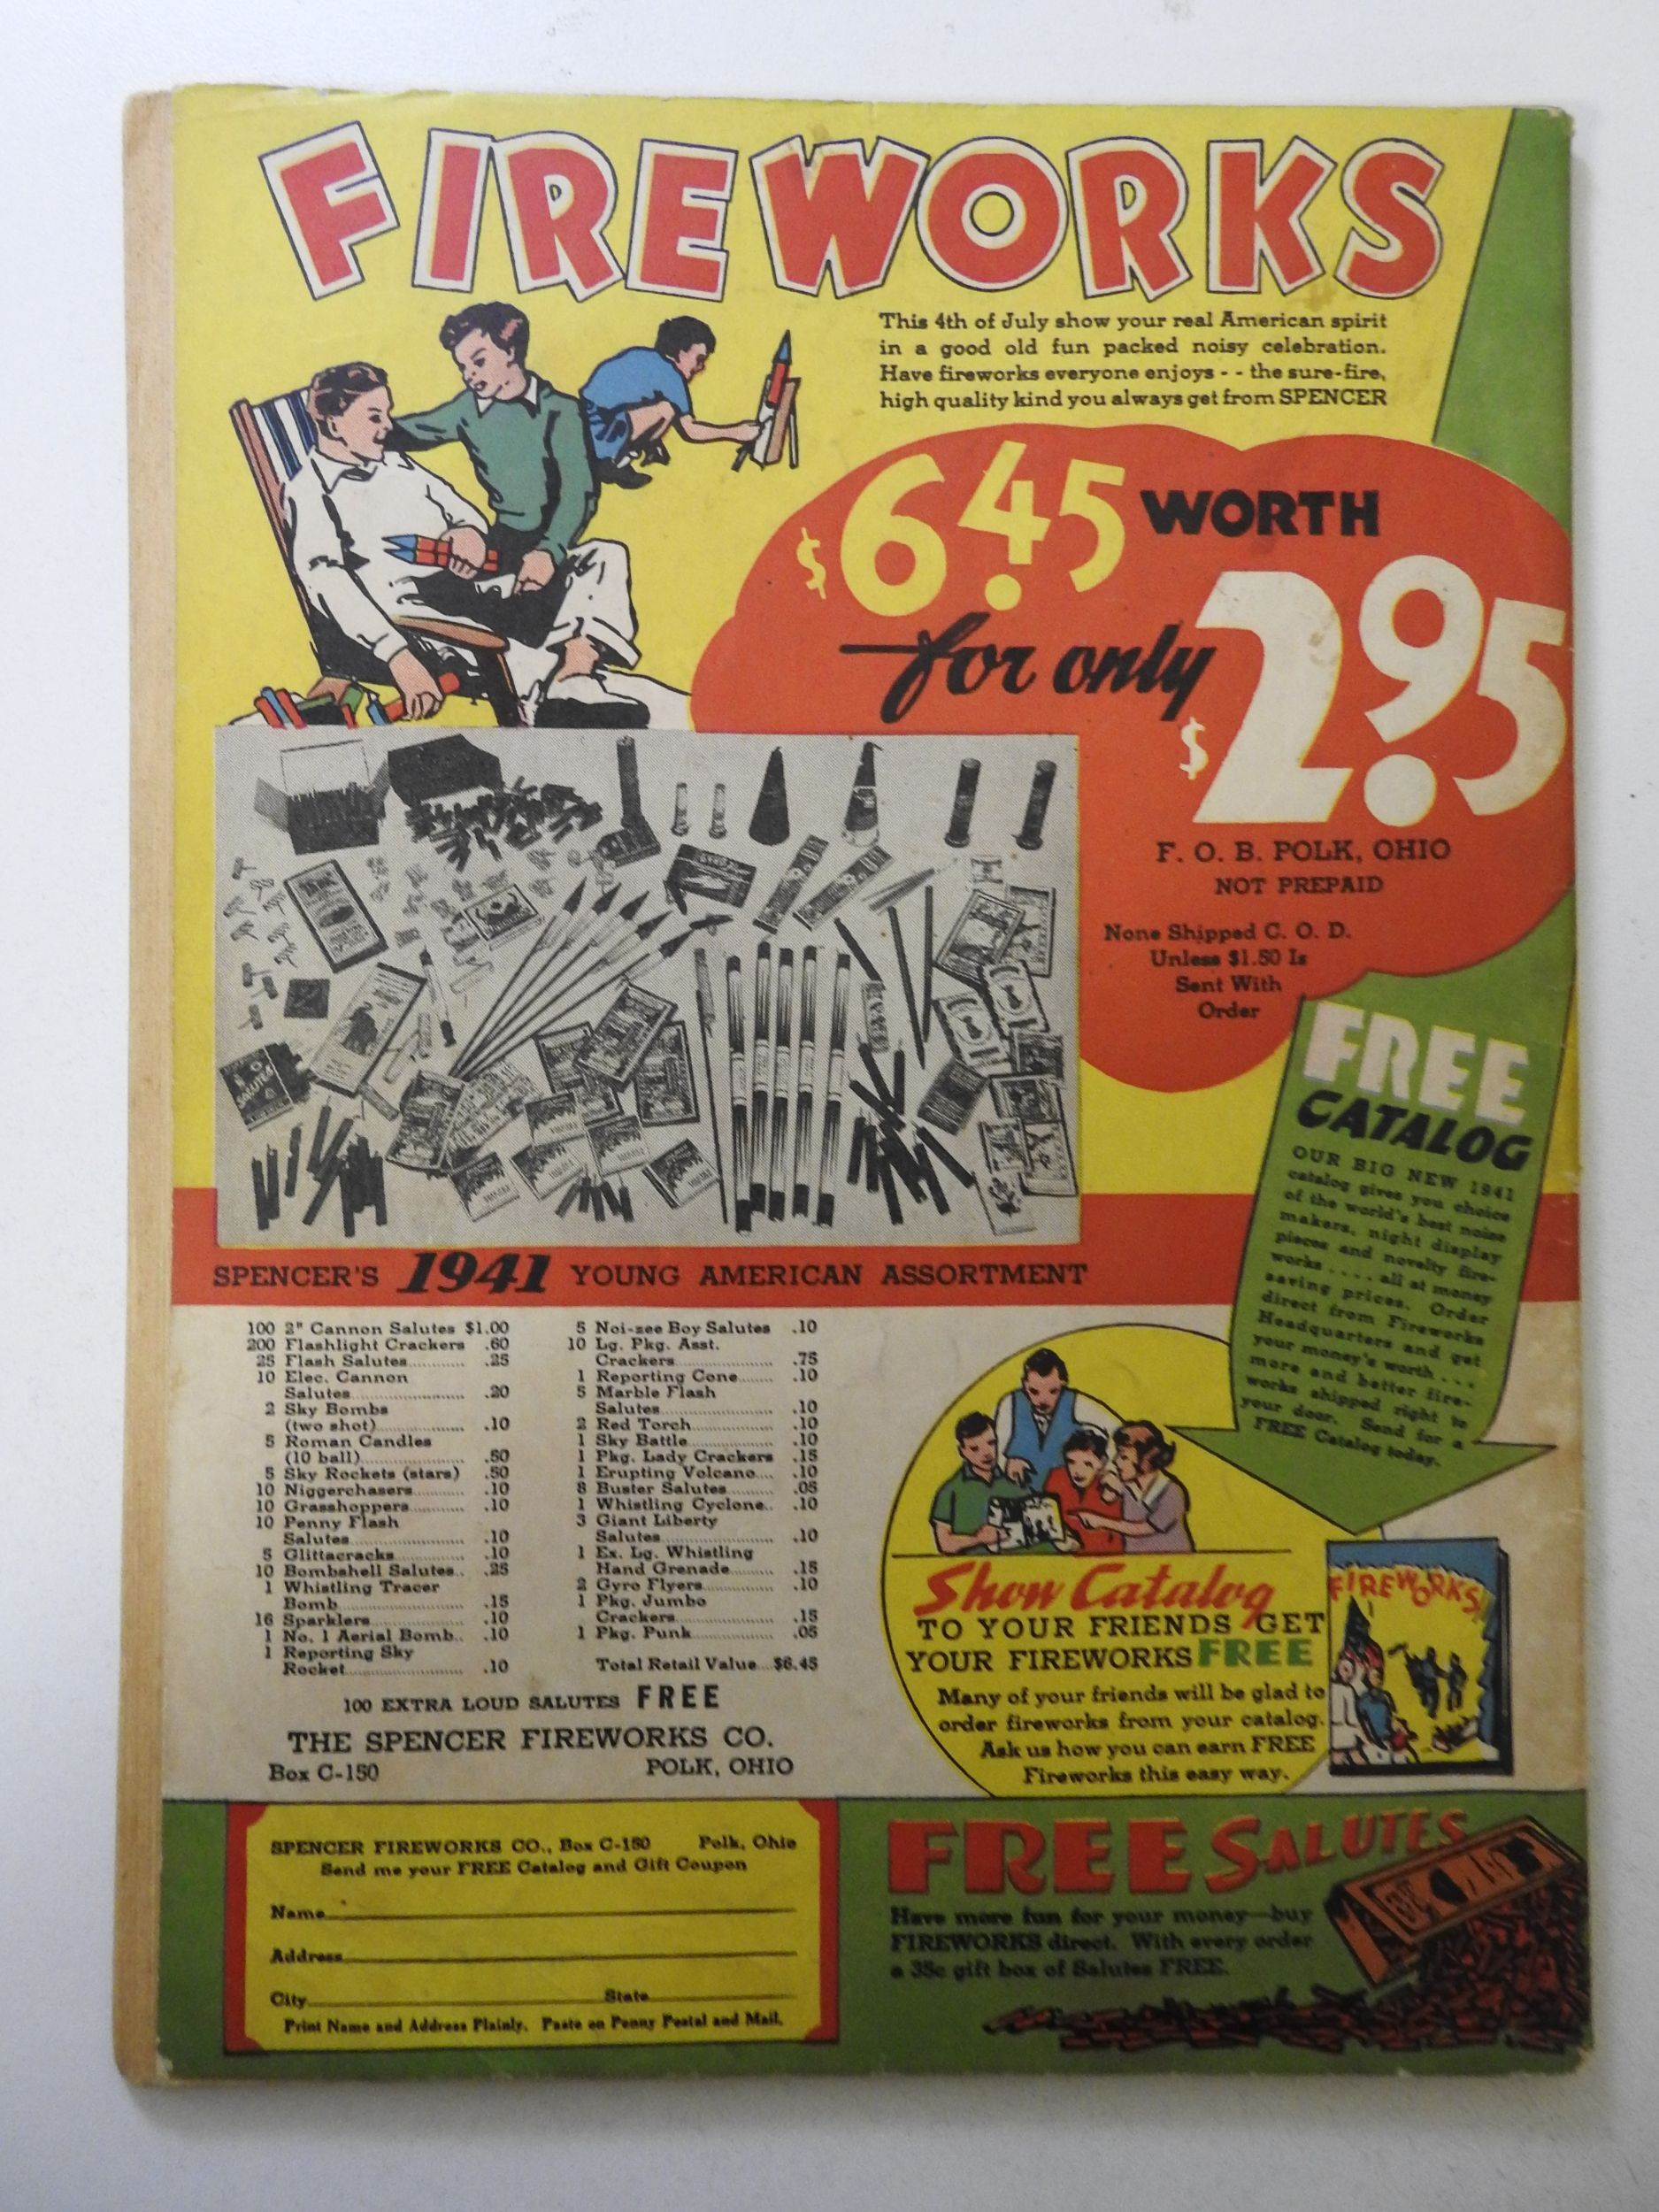 FIREWORKS
This 4th of July show your real American spirit
in a good old fun packed noisy celebration.
Have fireworks everyone enjoys - - the sure-fire,
high quality kind you always get from SPENCER
$6.45 WORTH
for only
$2.95
F. O. B. POLK, OHIO
NOT PREPAID
None Shipped C. O. D.
Unless $1.50 Is
Sent With
Order
FREE
CATALOG
OUR BIG NEW 1941
catalog gives you choice
of the world's best noise
makers, night display
pieces and novelty fire-
works . . . . all at money
saving prices. Order
direct from Fireworks
Headquarters and get
your money's worth . . .
more and better fire-
works shipped right to
your door. Send for a
FREE Catalog today.
SPENCER'S 1941 YOUNG AMERICAN ASSORTMENT
100 2" Cannon Salutes $1.00
200 Flashlight Crackers .60
25 Flash Salutes............ .25
10 Elec. Cannon
Salutes........................ .20
2 Sky Bombs
(two shot)................... .10
5 Roman Candles
(10 ball)...................... .50
5 Sky Rockets (stars) .50
10 Niggerchasers........... .10
10 Grasshoppers............ .10
10 Penny Flash
Salutes........................ .10
5 Glittacracks............... .10
10 Bombshell Salutes.. .25
1 Whistling Tracer
Bomb.......................... .15
16 Sparklers.................... .10
1 No. 1 Aerial Bomb.. .10
1 Reporting Sky
Rocket......................... .10
5 Noi-zee Boy Salutes .10
10 Lg. Pkg. Asst.
Crackers...................... .75
1 Reporting Cone........ .10
5 Marble Flash
Salutes........................ .10
2 Red Torch.................. .10
1 Sky Battle.................. .10
1 Pkg. Lady Crackers .15
1 Erupting Volcano.... .10
8 Buster Salutes.......... .05
1 Whistling Cyclone.. .10
3 Giant Liberty
Salutes........................ .10
1 Ex. Lg. Whistling
Hand Grenade......... .15
2 Gyro Flyers............... .10
1 Pkg. Jumbo
Crackers..................... .15
1 Pkg. Punk.................. .05
Total Retail Value...$6.45
100 EXTRA LOUD SALUTES FREE
THE SPENCER FIREWORKS CO.
Box C-150 POLK, OHIO
Show Catalog
TO YOUR FRIENDS GET
YOUR FIREWORKS FREE
Many of your friends will be glad to
order fireworks from your catalog.
Ask us how you can earn FREE
Fireworks this easy way.
FIREWORKS
SPENCER FIREWORKS CO., Box C-150 Polk, Ohio
Send me your FREE Catalog and Gift Coupon
Name
Address
City State
Print Name and Address Plainly. Paste on Penny Postal and Mail.
FREE SALUTES
Have more fun for your money—buy
FIREWORKS direct. With every order
a 35c gift box of Salutes FREE.